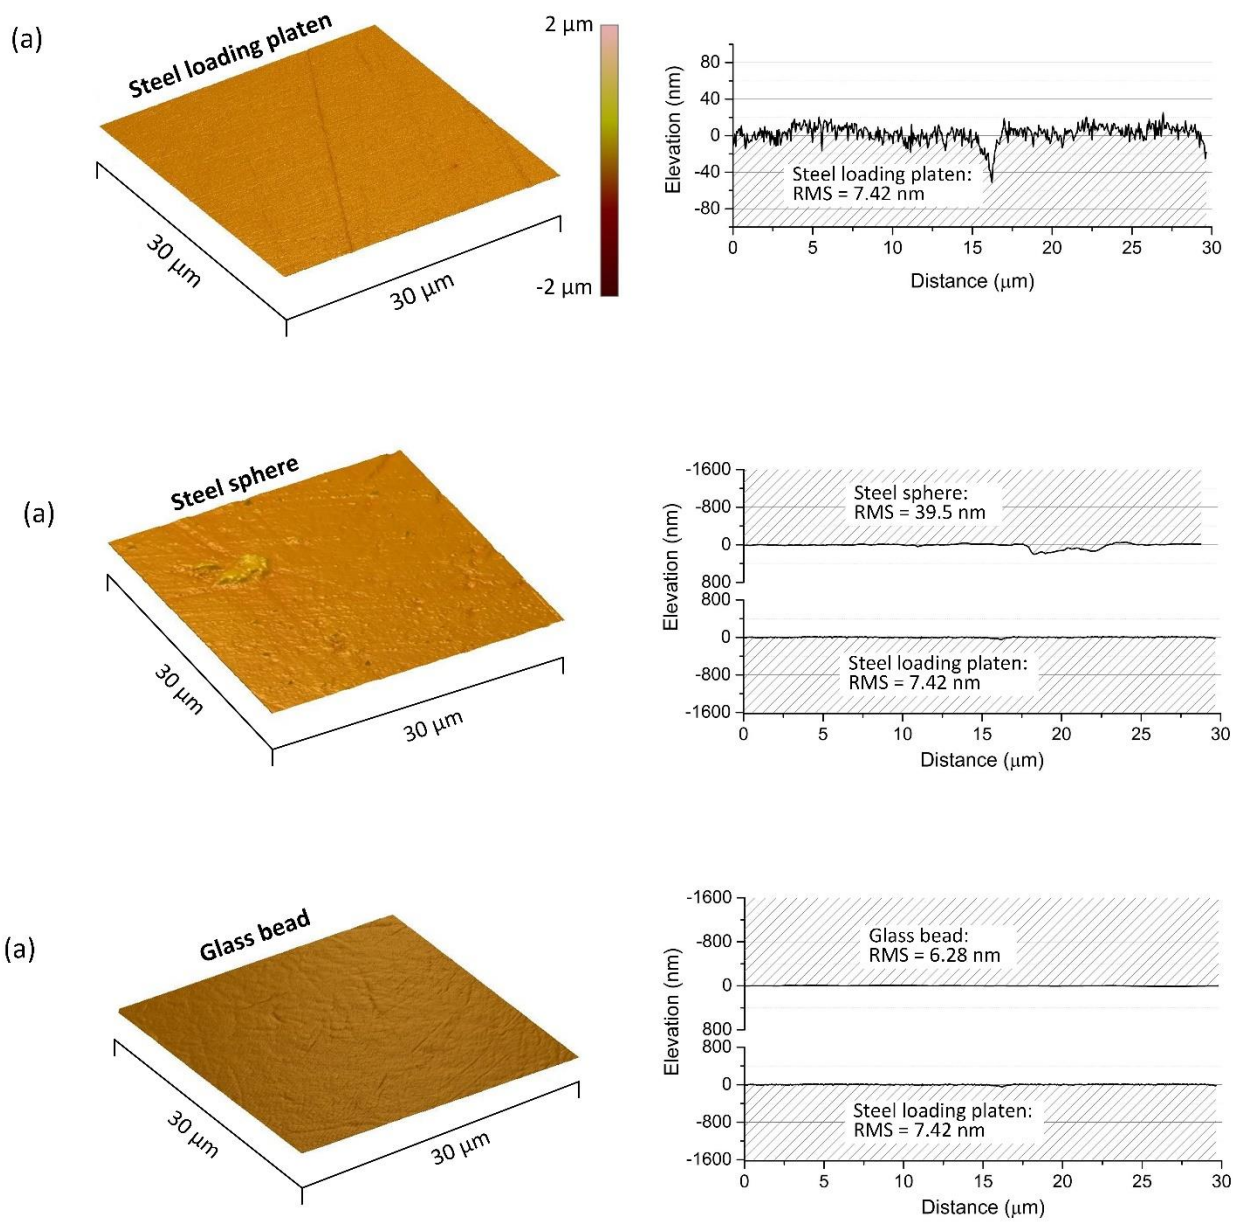 (a)
Steel loading platen
2 µm
-2 µm
30 µm
30 µm
80
40
0
-40
-80
Elevation (nm)
Steel loading platen:
RMS = 7.42 nm
0 5 10 15 20 25 30
Distance (µm)
(a)
Steel sphere
30 µm
30 µm
-1600
-800
0
800
800
0
-800
-1600
Elevation (nm)
Steel sphere:
RMS = 39.5 nm
Steel loading platen:
RMS = 7.42 nm
0 5 10 15 20 25 30
Distance (µm)
(a)
Glass bead
30 µm
30 µm
-1600
-800
0
800
800
0
-800
-1600
Elevation (nm)
Glass bead:
RMS = 6.28 nm
Steel loading platen:
RMS = 7.42 nm
0 5 10 15 20 25 30
Distance (µm)